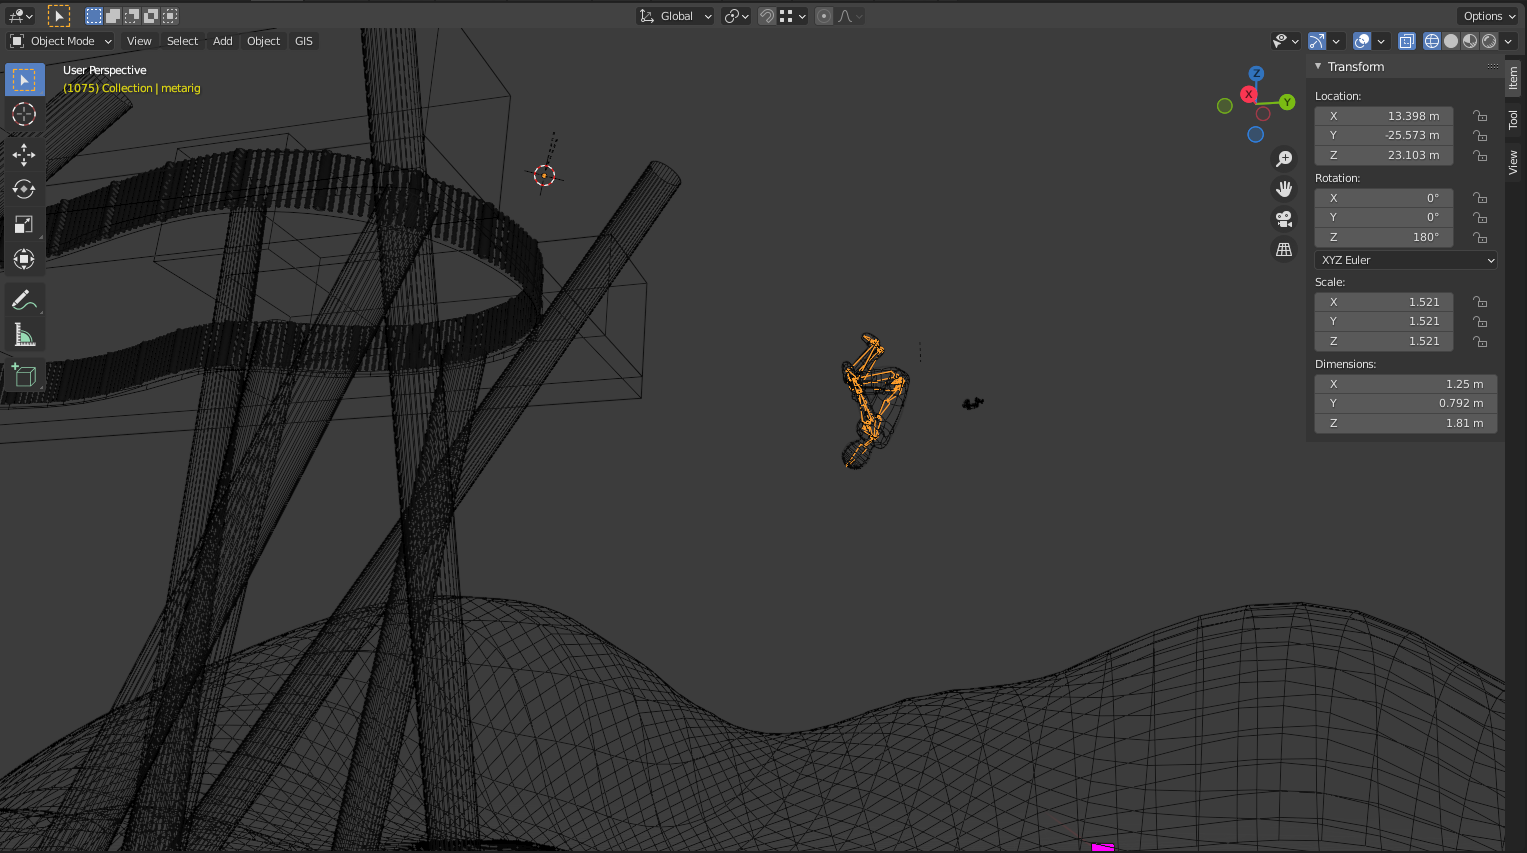 Global
Options
Object Mode
View
Select
Add
Object
GIS
User Perspective
(1075) Collection | metarig
Z
X
Y
Transform
Location:
X 13.398 m
Y -25.573 m
Z 23.103 m
Rotation:
X 0°
Y 0°
Z 180°
XYZ Euler
Scale:
X 1.521
Y 1.521
Z 1.521
Dimensions:
X 1.25 m
Y 0.792 m
Z 1.81 m
Item
Tool
View